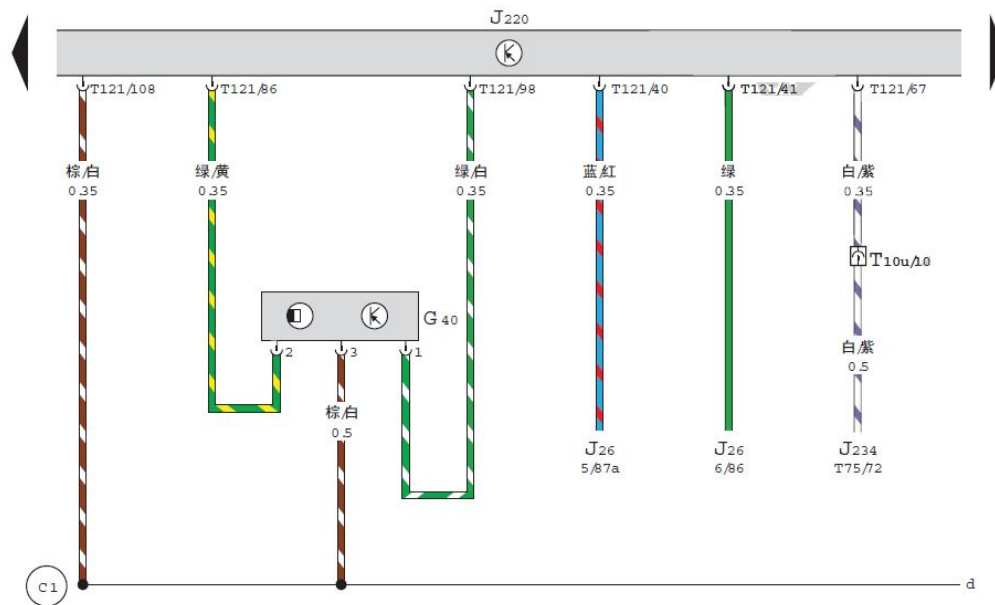 J220
T121/108
T121/86
T121/98
T121/40
T121/41
T121/67
棕/白
0.35
绿/黄
0.35
绿/白
0.35
蓝/红
0.35
绿
0.35
白/紫
0.35
T10u/10
G40
2
3
1
棕/白
0.5
白/紫
0.5
J26
5/87a
J26
6/86
J234
T75/72
C1
d